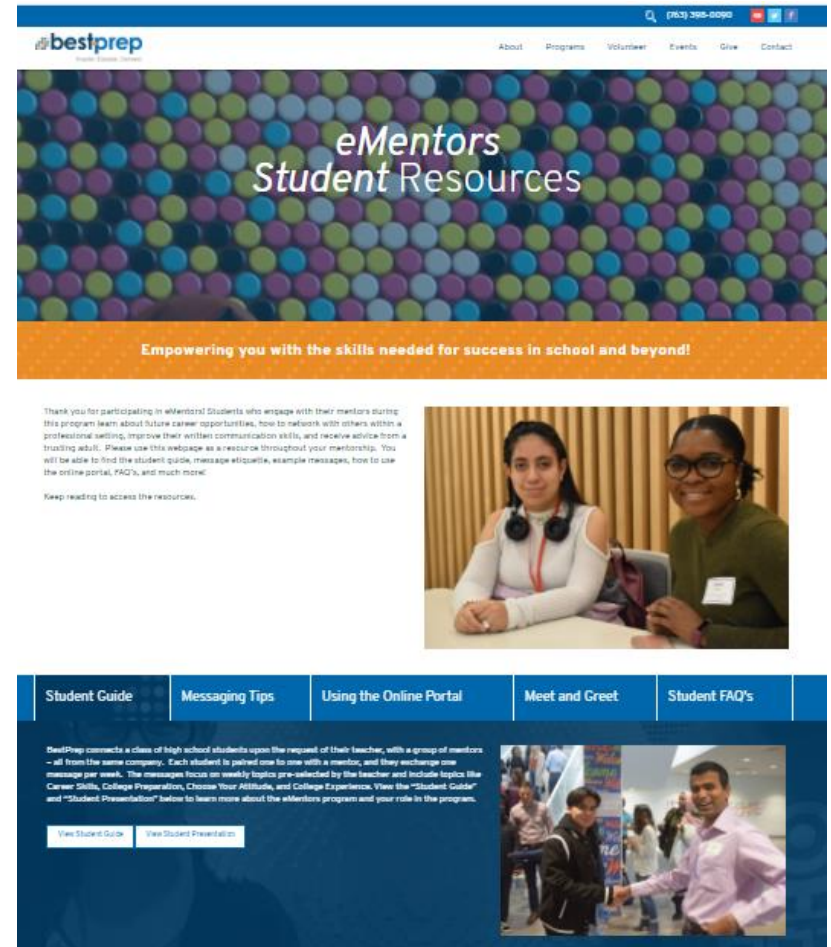 (763) 398-0090
bestprep
About Programs Volunteer Events Give Contact
eMentors
Student Resources
Empowering you with the skills needed for success in school and beyond!
Thank you for participating in eMentors! Students who engage with their mentors during
this program learn about future career opportunities, how to network with others within a
professional setting, improve their written communication skills, and receive advice from a
trusting adult. Please use this webpage as a resource throughout your mentorship. You
will be able to find the student guide, message etiquette, example messages, how to use
the online portal, FAQ's, and much more!
Keep reading to access the resources.
Student Guide Messaging Tips Using the Online Portal Meet and Greet Student FAQ's
BestPrep connects a class of high school students upon the request of their teacher, with a group of mentors
– all from the same company. Each student is paired one to one with a mentor, and they exchange one
message per week. The messages focus on weekly topics pre-selected by the teacher and include topics like
Career Skills, College Preparation, Choose Your Attitude, and College Experience. View the "Student Guide"
and "Student Presentation" below to learn more about the eMentors program and your role in the program.
View Student Guide View Student Presentation